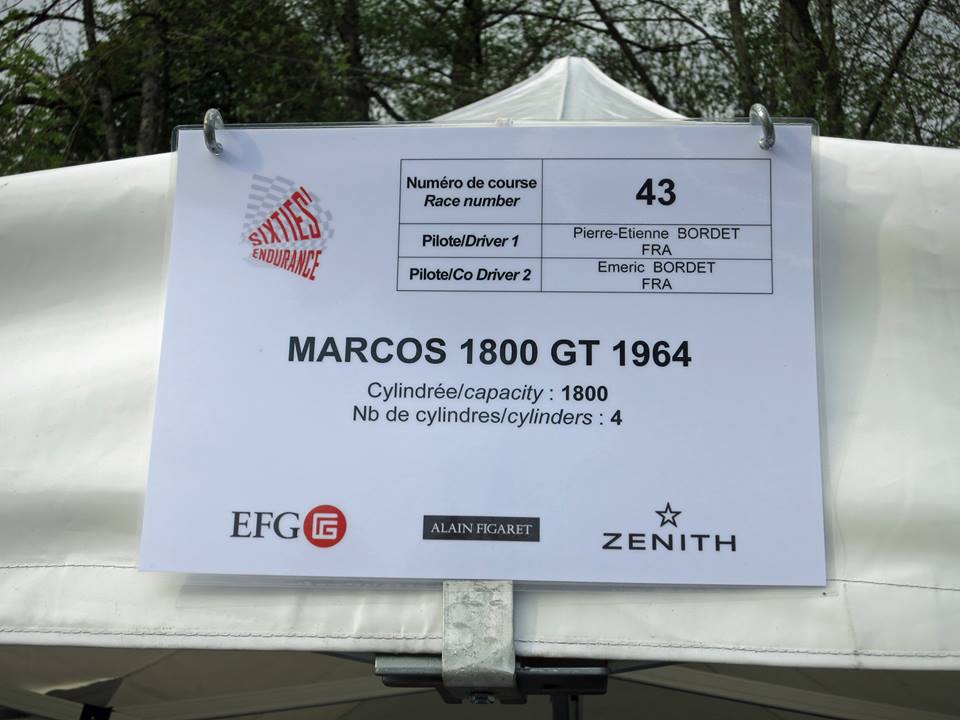 SIXTIES'
ENDURANCE
Numéro de course
Race number
43
Pilote/Driver 1
Pierre-Etienne BORDET
FRA
Pilote/Co Driver 2
Emeric BORDET
FRA
MARCOS 1800 GT 1964
Cylindrée/capacity : 1800
Nb de cylindres/cylinders : 4
EFG
ALAIN FIGARET
ZENITH